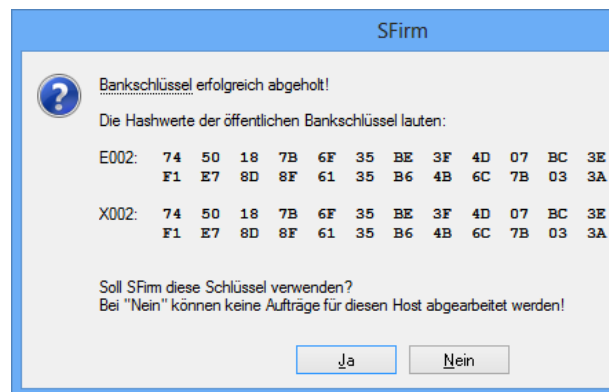 SFirm
Bankschlüssel erfolgreich abgeholt!
Die Hashwerte der öffentlichen Bankschlüssel lauten:
E002: 74 50 18 7B 6F 35 BE 3F 4D 07 BC 3E
F1 E7 8D 8F 61 35 B6 4B 6C 7B 03 3A
X002: 74 50 18 7B 6F 35 BE 3F 4D 07 BC 3E
F1 E7 8D 8F 61 35 B6 4B 6C 7B 03 3A
Soll SFirm diese Schlüssel verwenden?
Bei "Nein" können keine Aufträge für diesen Host abgearbeitet werden!
Ja Nein